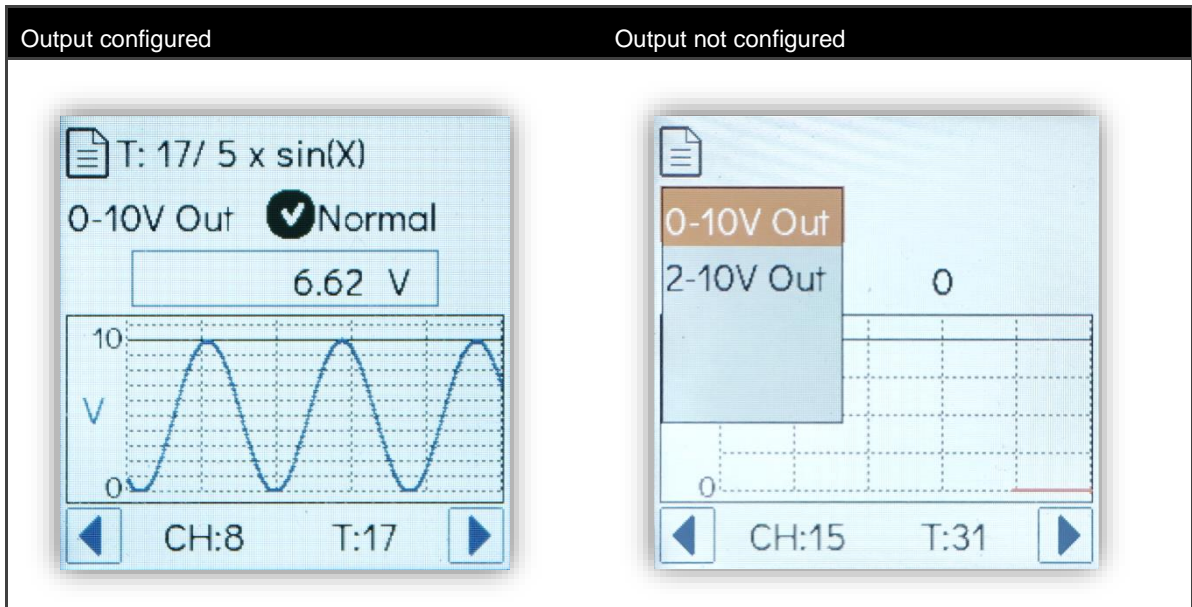 Output configured
Output not configured
T: 17/ 5 x sin(X)
0-10V Out Normal
6.62 V
10
V
0
CH:8 T:17
0-10V Out
2-10V Out
0
0
CH:15 T:31